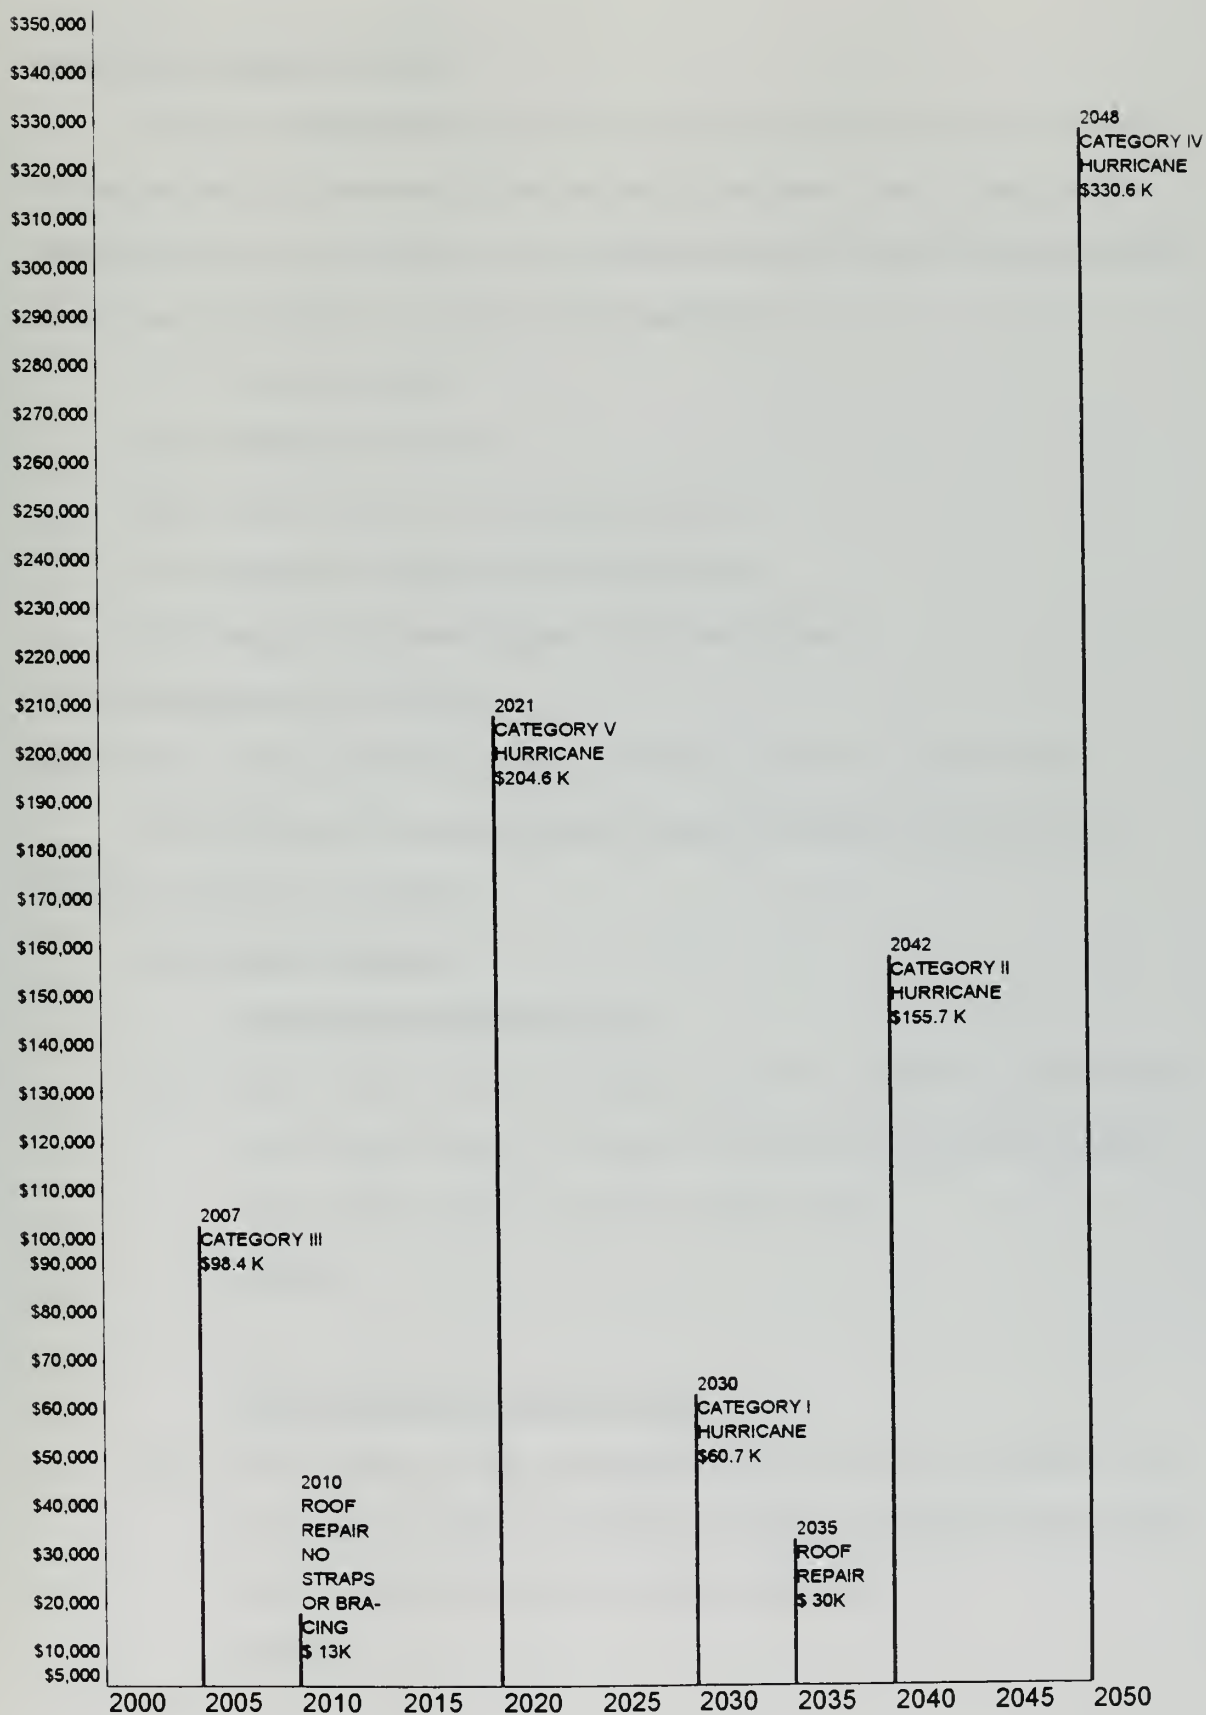 $350,000
$340,000
$330,000
$320,000
$310,000
$300,000
$290,000
$280,000
$270,000
$260,000
$250,000
$240,000
$230,000
$220,000
$210,000
$200,000
$190,000
$180,000
$170,000
$160,000
$150,000
$140,000
$130,000
$120,000
$110,000
$100,000
$90,000
$80,000
$70,000
$60,000
$50,000
$40,000
$30,000
$20,000
$10,000
$5,000
2007
CATEGORY III
$98.4 K
2010
ROOF
REPAIR
NO
STRAPS
OR BRA-
CING
$ 13K
2021
CATEGORY V
HURRICANE
$204.6 K
2030
CATEGORY I
HURRICANE
$60.7 K
2035
ROOF
REPAIR
$ 30K
2042
CATEGORY II
HURRICANE
$155.7 K
2048
CATEGORY IV
HURRICANE
$330.6 K
2000 2005 2010 2015 2020 2025 2030 2035 2040 2045 2050